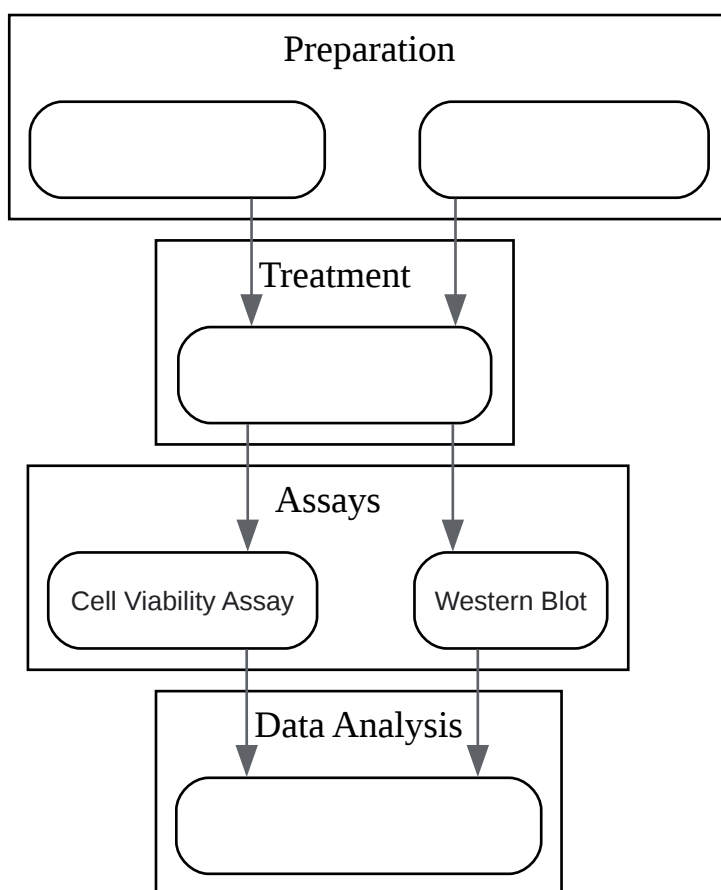 Preparation
Treatment
Assays
Cell Viability Assay
Western Blot
Data Analysis